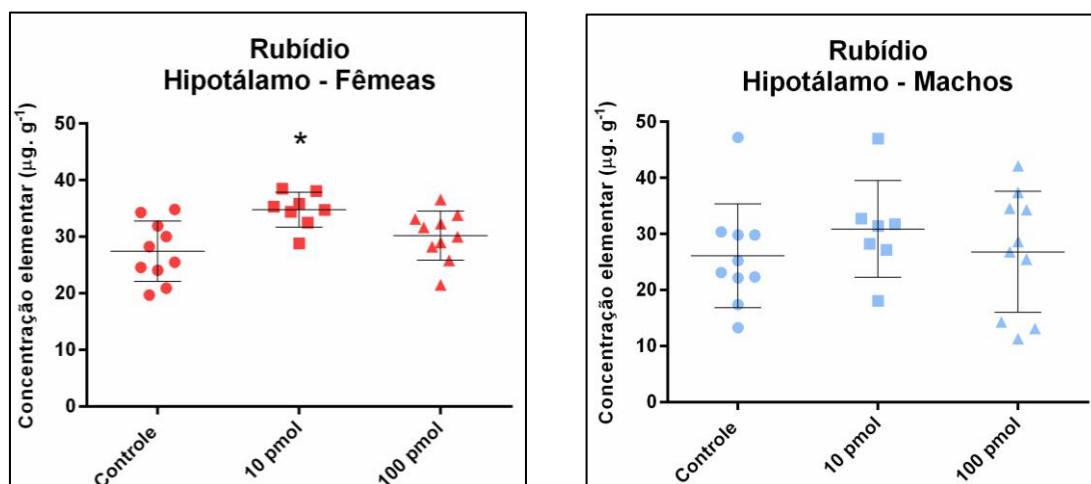 Rubídio
Hipotálamo - Fêmeas
Concentração elementar (µg. g⁻¹)
50
40
30
20
10
0
*
Controle
10 pmol
100 pmol
Rubídio
Hipotálamo - Machos
Concentração elementar (µg. g⁻¹)
50
40
30
20
10
0
Controle
10 pmol
100 pmol